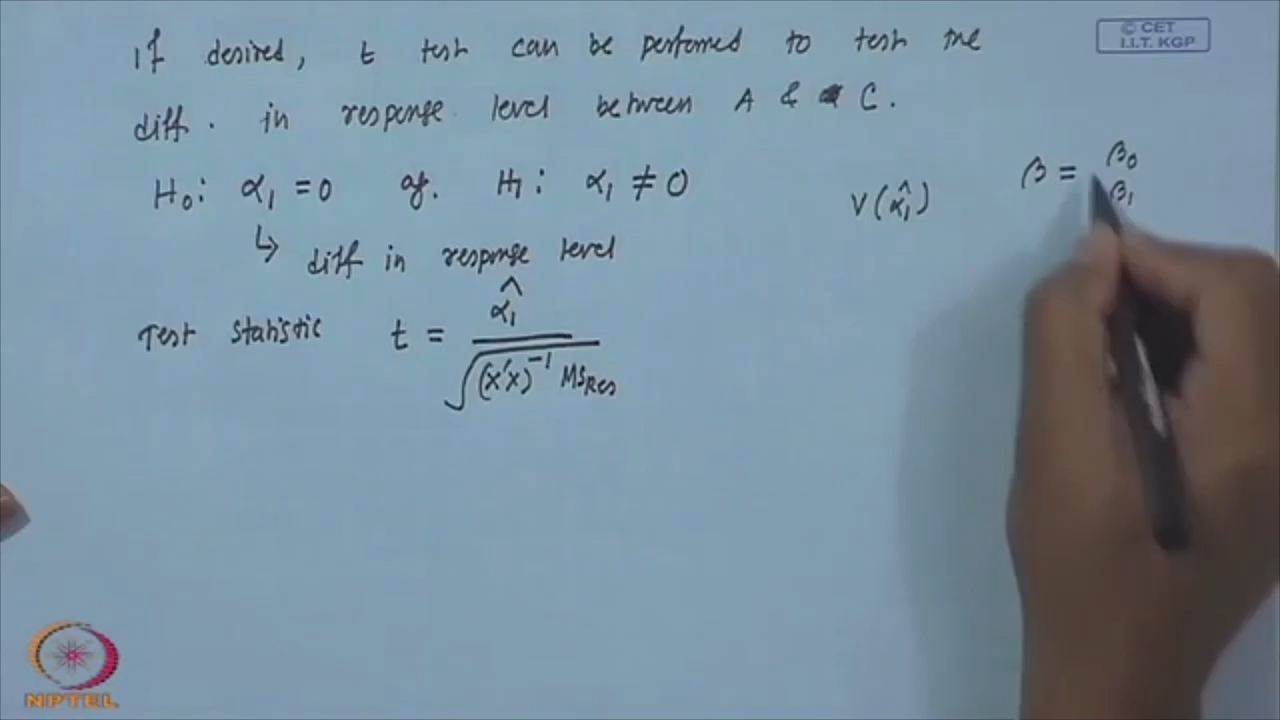 © CET
I.I.T. KGP
If desired, t test can be performed to test the
diff. in response level between A & C.
H₀: α₁ = 0 ag. H₁: α₁ ≠ 0
↳ diff in response level
V(α̂₁)
β = β₀
β₁
Test statistic t = α̂₁ / √((x'x)⁻¹ MS_Res)
NPTEL